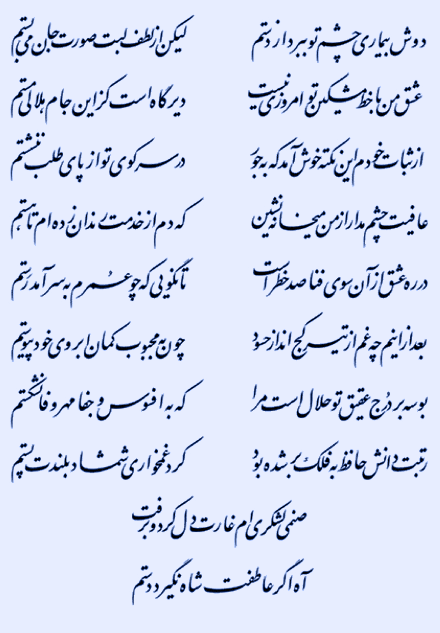 دوش بیماری چشم تو ببرد از دستم لیکن از لطف لبت صورت جان می بستم
عشق من با خط مشکین تو امروزی نیست دیرگاه است کز این جام هلالی مستم
از ثبات خودم این نکته خوش آمد که به جور در سر کوی تو از پای طلب ننشستم
عافیت چشم مدار از من میخانه نشین که دم از خدمت رندان زده ام تا هستم
در ره عشق از آن سوی فنا صد خطر است تا نگویی که چو عمرم به سر آمد رستم
بعد از اینم چه غم از تیر کج انداز حسود چون به محبوب کمان ابروی خود پیوستم
بوسه بر درج عقیق تو حلال است مرا که به افسوس و جفا مهر وفا نشکستم
رتبت دانش حافظ به فلک بر شده بود کرد غمخواری شمشاد بلندت پستم
صنمی لشکری ام غارت دل کرد و برفت
آه اگر عاطفت شاه نگیرد دستم